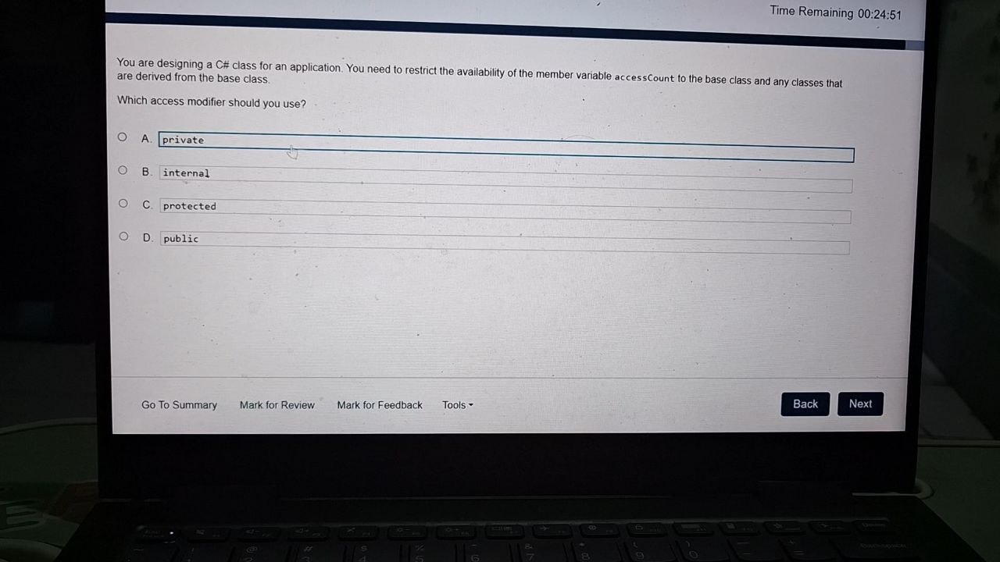 Time Remaining 00:24:51
You are designing a C# class for an application. You need to restrict the availability of the member variable accessCount to the base class and any classes that
are derived from the base class.
Which access modifier should you use?
A. private
B. internal
C. protected
D. public
Go To Summary Mark for Review Mark for Feedback Tools Back Next